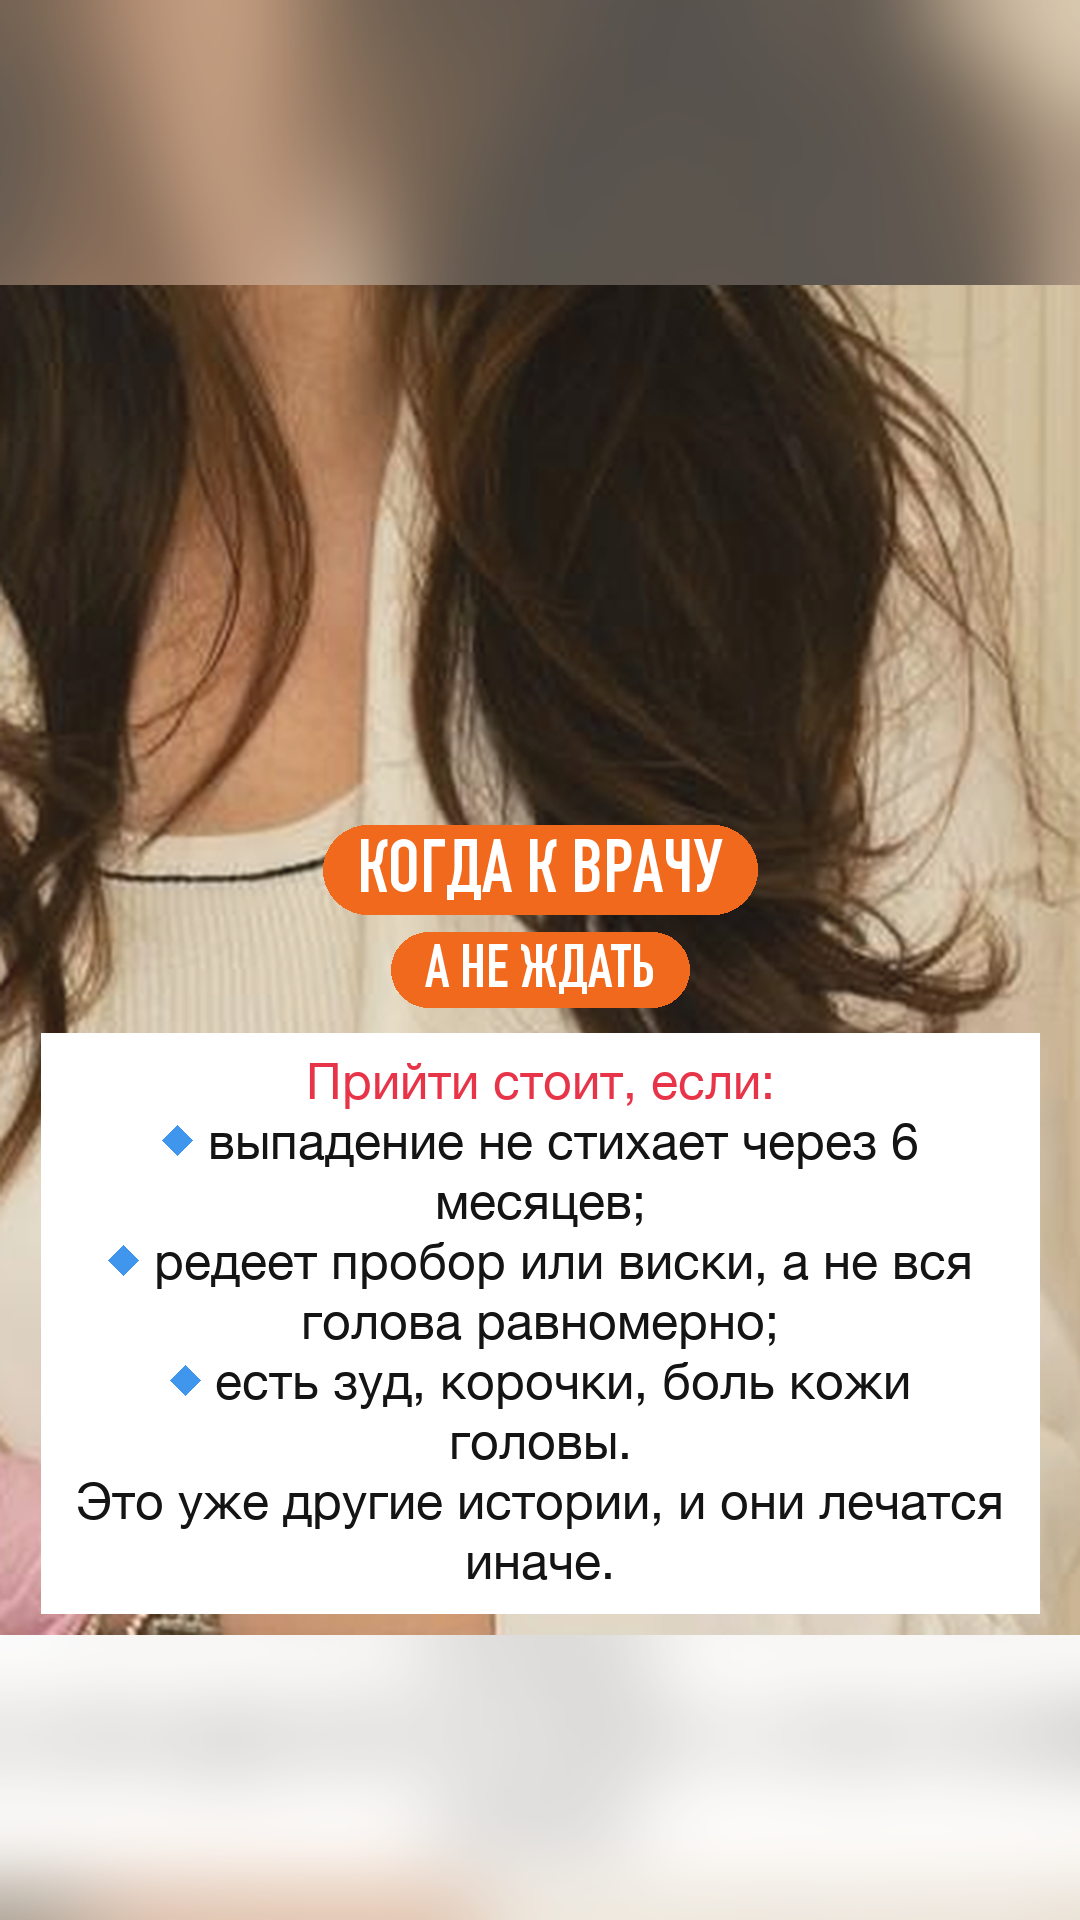 КОГДА К ВРАЧУ
А НЕ ЖДАТЬ
Прийти стоит, если:
🔹 выпадение не стихает через 6
месяцев;
🔹 редеет пробор или виски, а не вся
голова равномерно;
🔹 есть зуд, корочки, боль кожи
головы.
Это уже другие истории, и они лечатся
иначе.